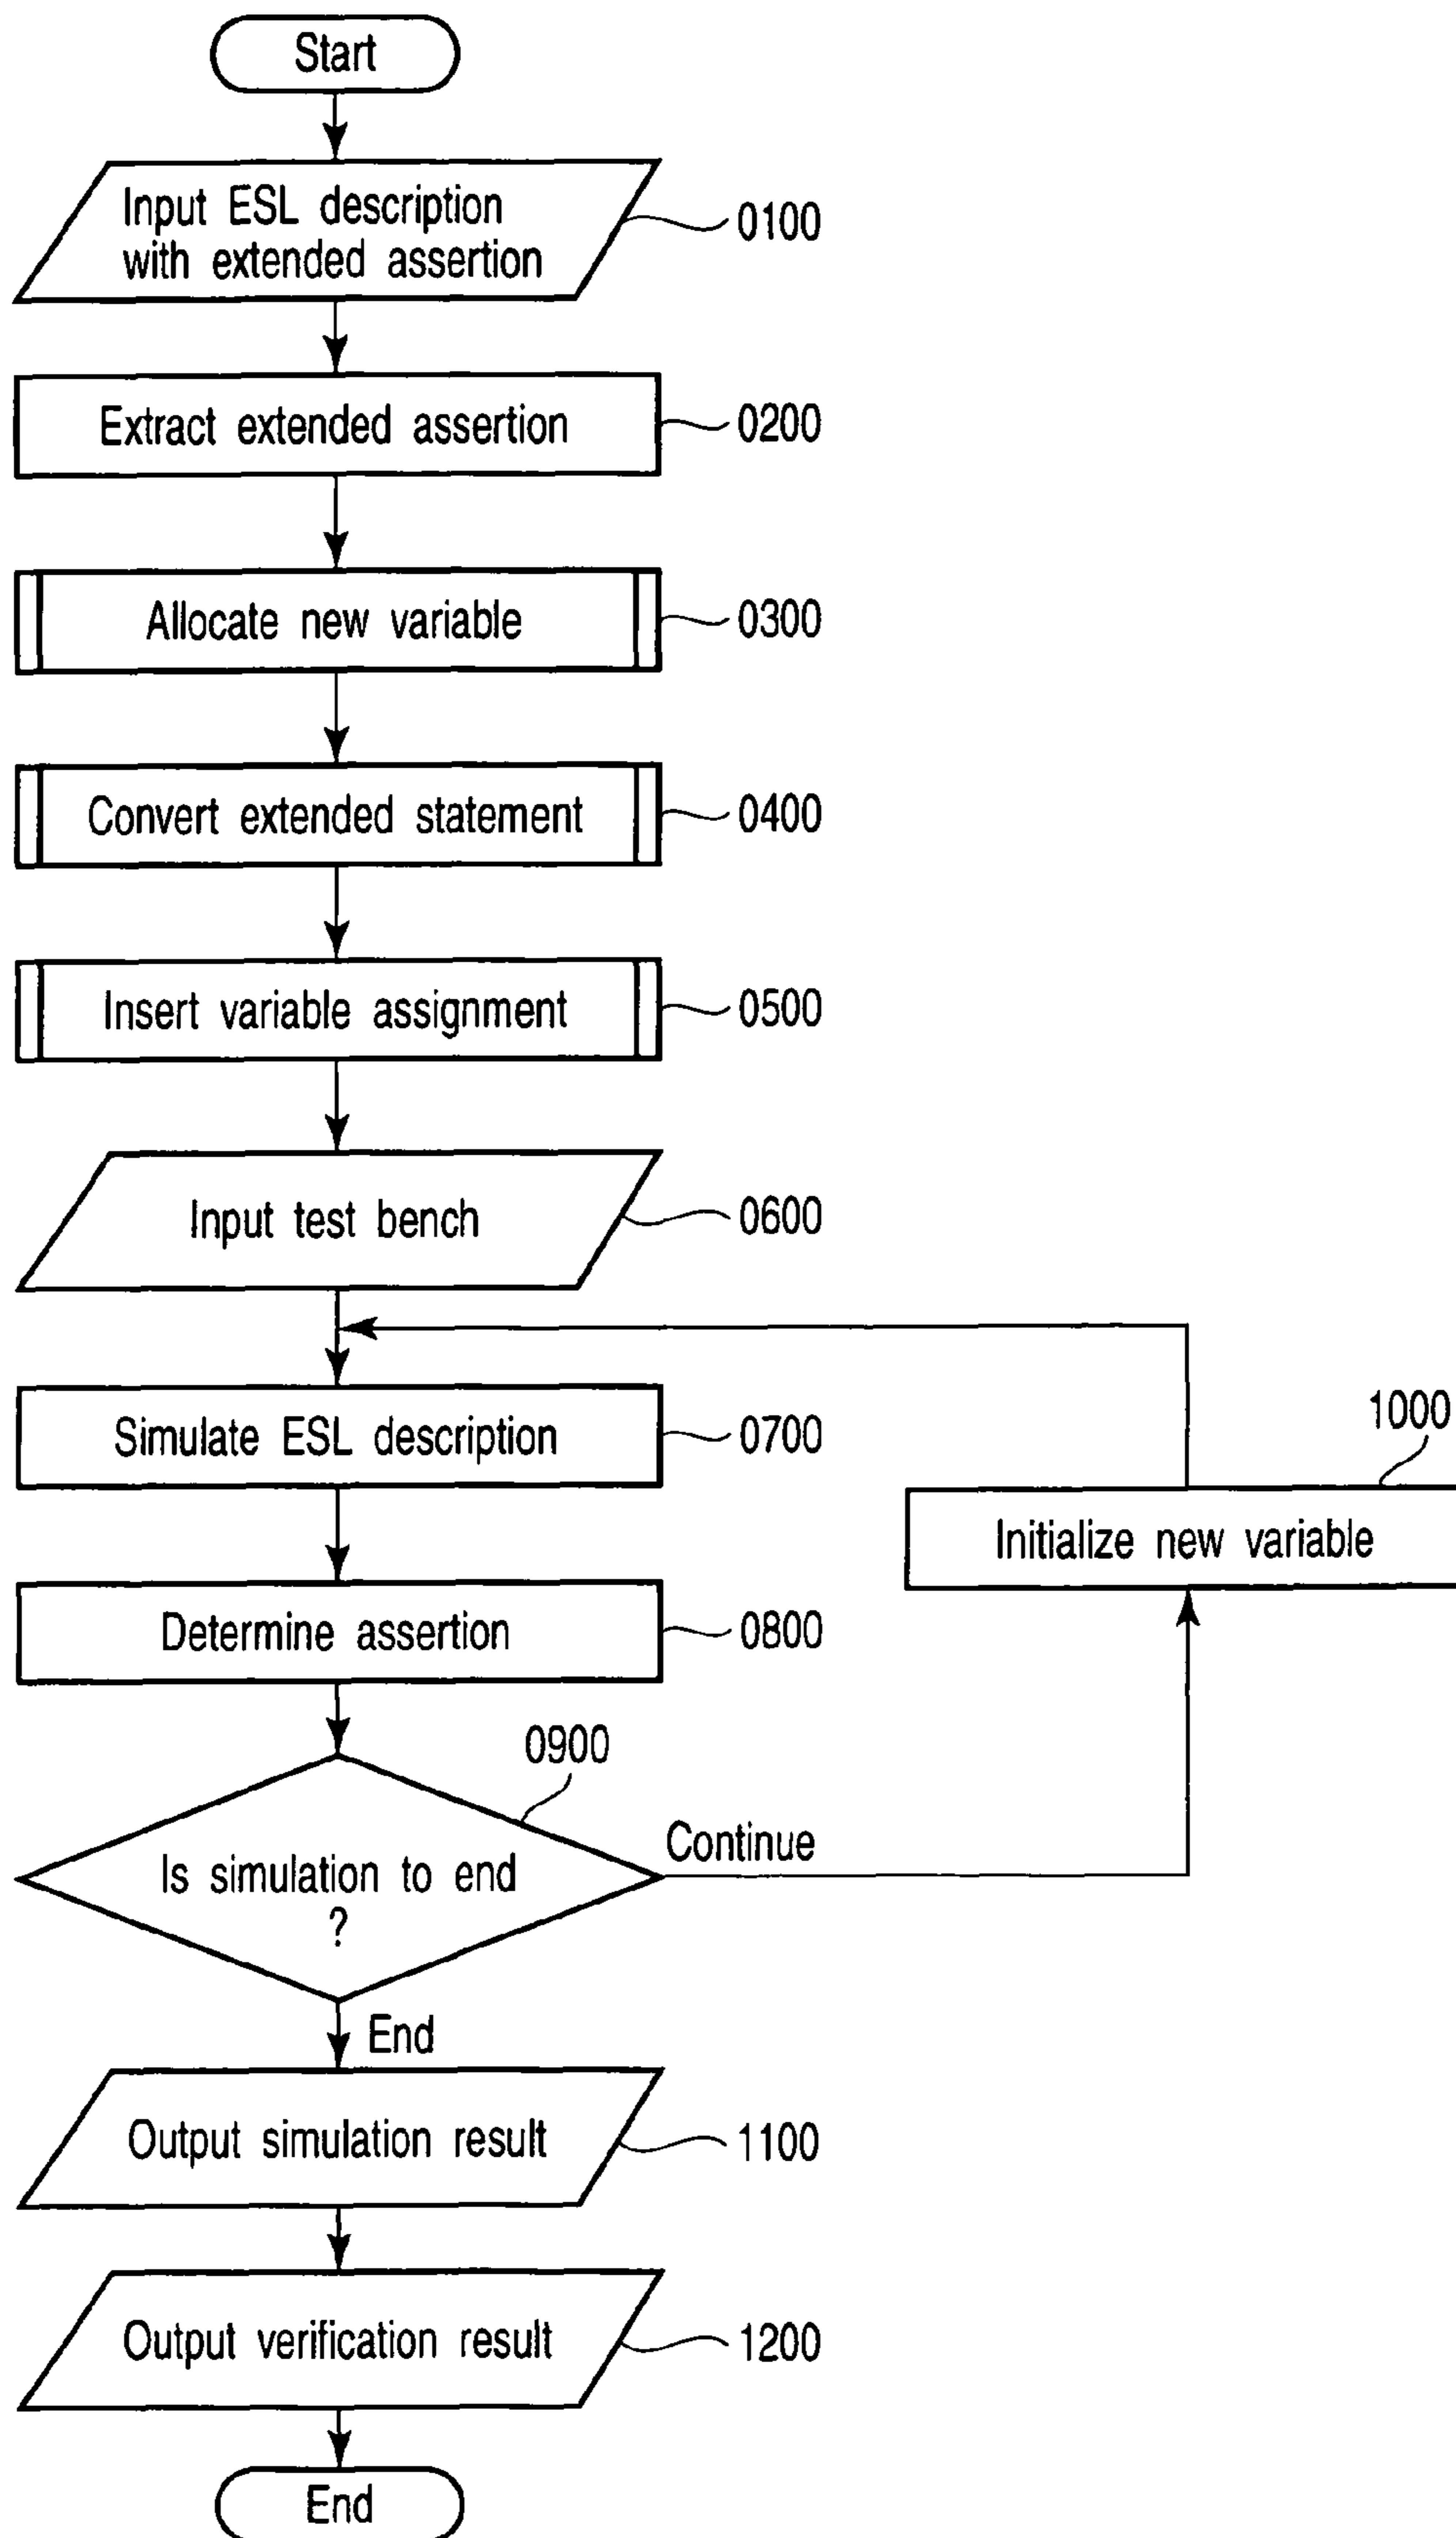 Start
Input ESL description
with extended assertion
0100
Extract extended assertion
0200
Allocate new variable
0300
Convert extended statement
0400
Insert variable assignment
0500
Input test bench
0600
Simulate ESL description
0700
1000
Initialize new variable
Determine assertion
0800
0900
Is simulation to end
?
Continue
End
Output simulation result
1100
Output verification result
1200
End